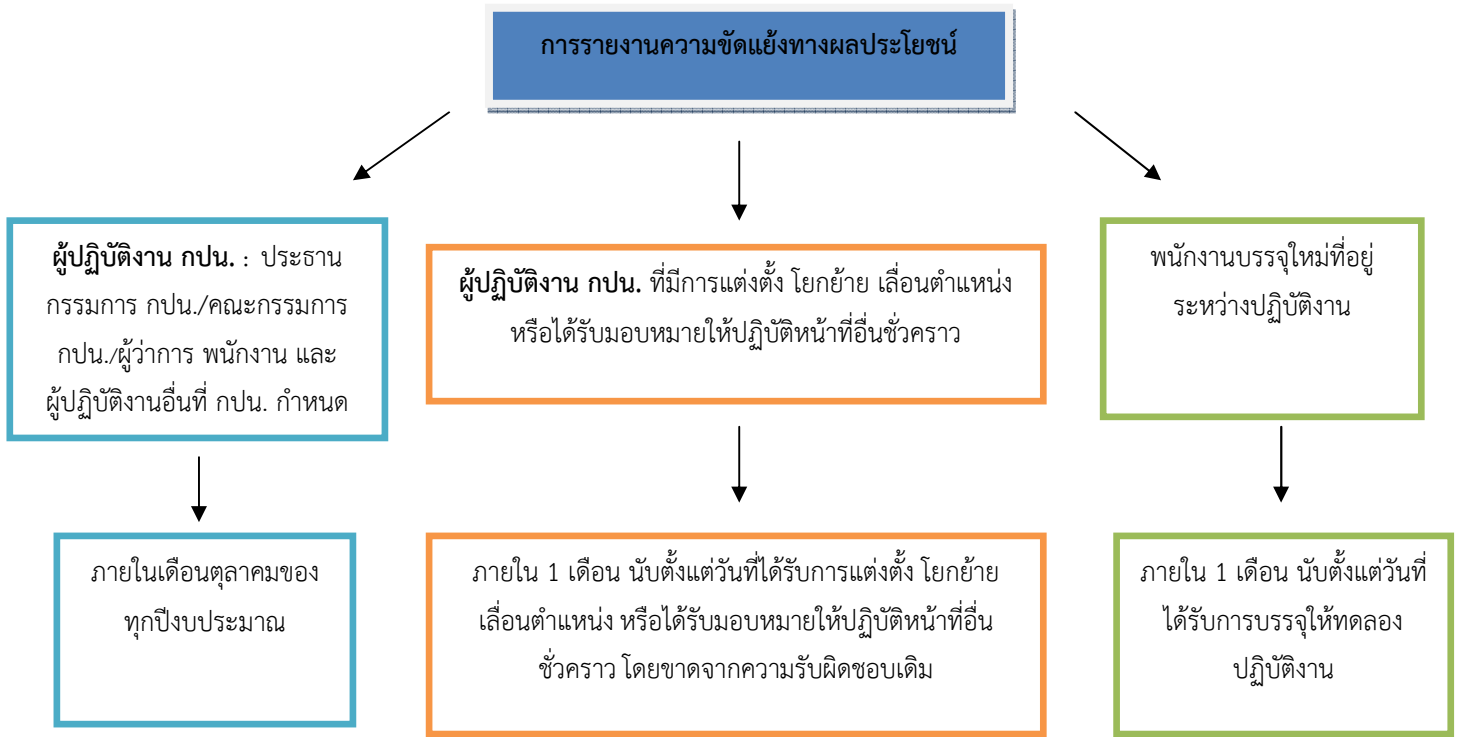 การรายงานความขัดแย้งทางผลประโยชน์
ผู้ปฏิบัติงาน กปน. : ประธาน
กรรมการ กปน./คณะกรรมการ
กปน./ผู้ว่าการ พนักงาน และ
ผู้ปฏิบัติงานอื่นที่ กปน. กำหนด
ผู้ปฏิบัติงาน กปน. ที่มีการแต่งตั้ง โยกย้าย เลื่อนตำแหน่ง
หรือได้รับมอบหมายให้ปฏิบัติหน้าที่อื่นชั่วคราว
พนักงานบรรจุใหม่ที่อยู่
ระหว่างปฏิบัติงาน
ภายในเดือนตุลาคมของ
ทุกปีงบประมาณ
ภายใน 1 เดือน นับตั้งแต่วันที่ได้รับการแต่งตั้ง โยกย้าย
เลื่อนตำแหน่ง หรือได้รับมอบหมายให้ปฏิบัติหน้าที่อื่น
ชั่วคราว โดยขาดจากความรับผิดชอบเดิม
ภายใน 1 เดือน นับตั้งแต่วันที่
ได้รับการบรรจุให้ทดลอง
ปฏิบัติงาน